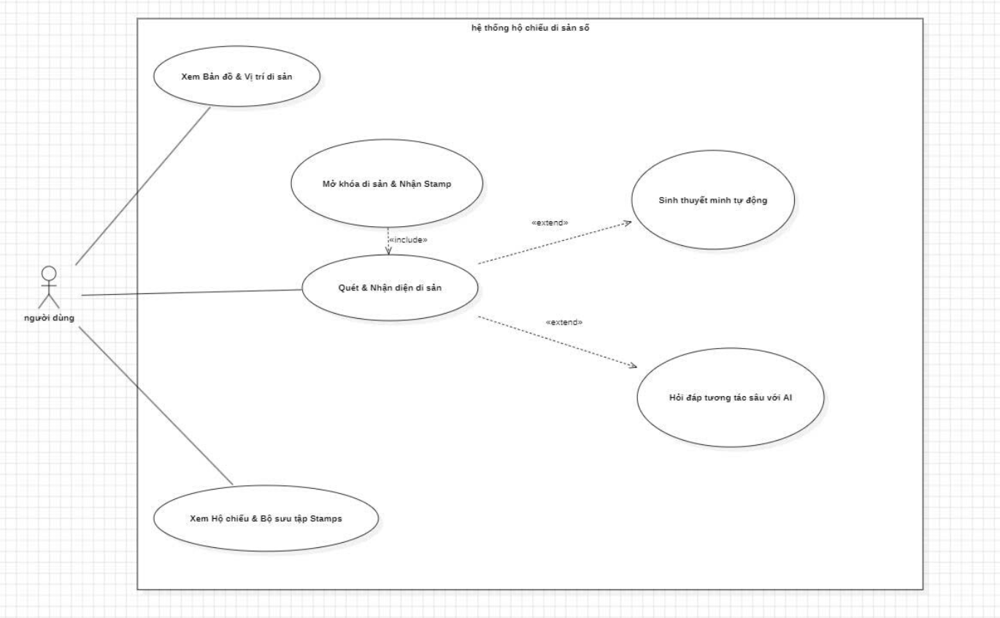 hệ thống hộ chiếu di sản số
Xem Bản đồ & Vị trí di sản
Mở khóa di sản & Nhận Stamp
Sinh thuyết minh tự động
«extend»
«include»
Quét & Nhận diện di sản
người dùng
«extend»
Hỏi đáp tương tác sâu với AI
Xem Hộ chiếu & Bộ sưu tập Stamps